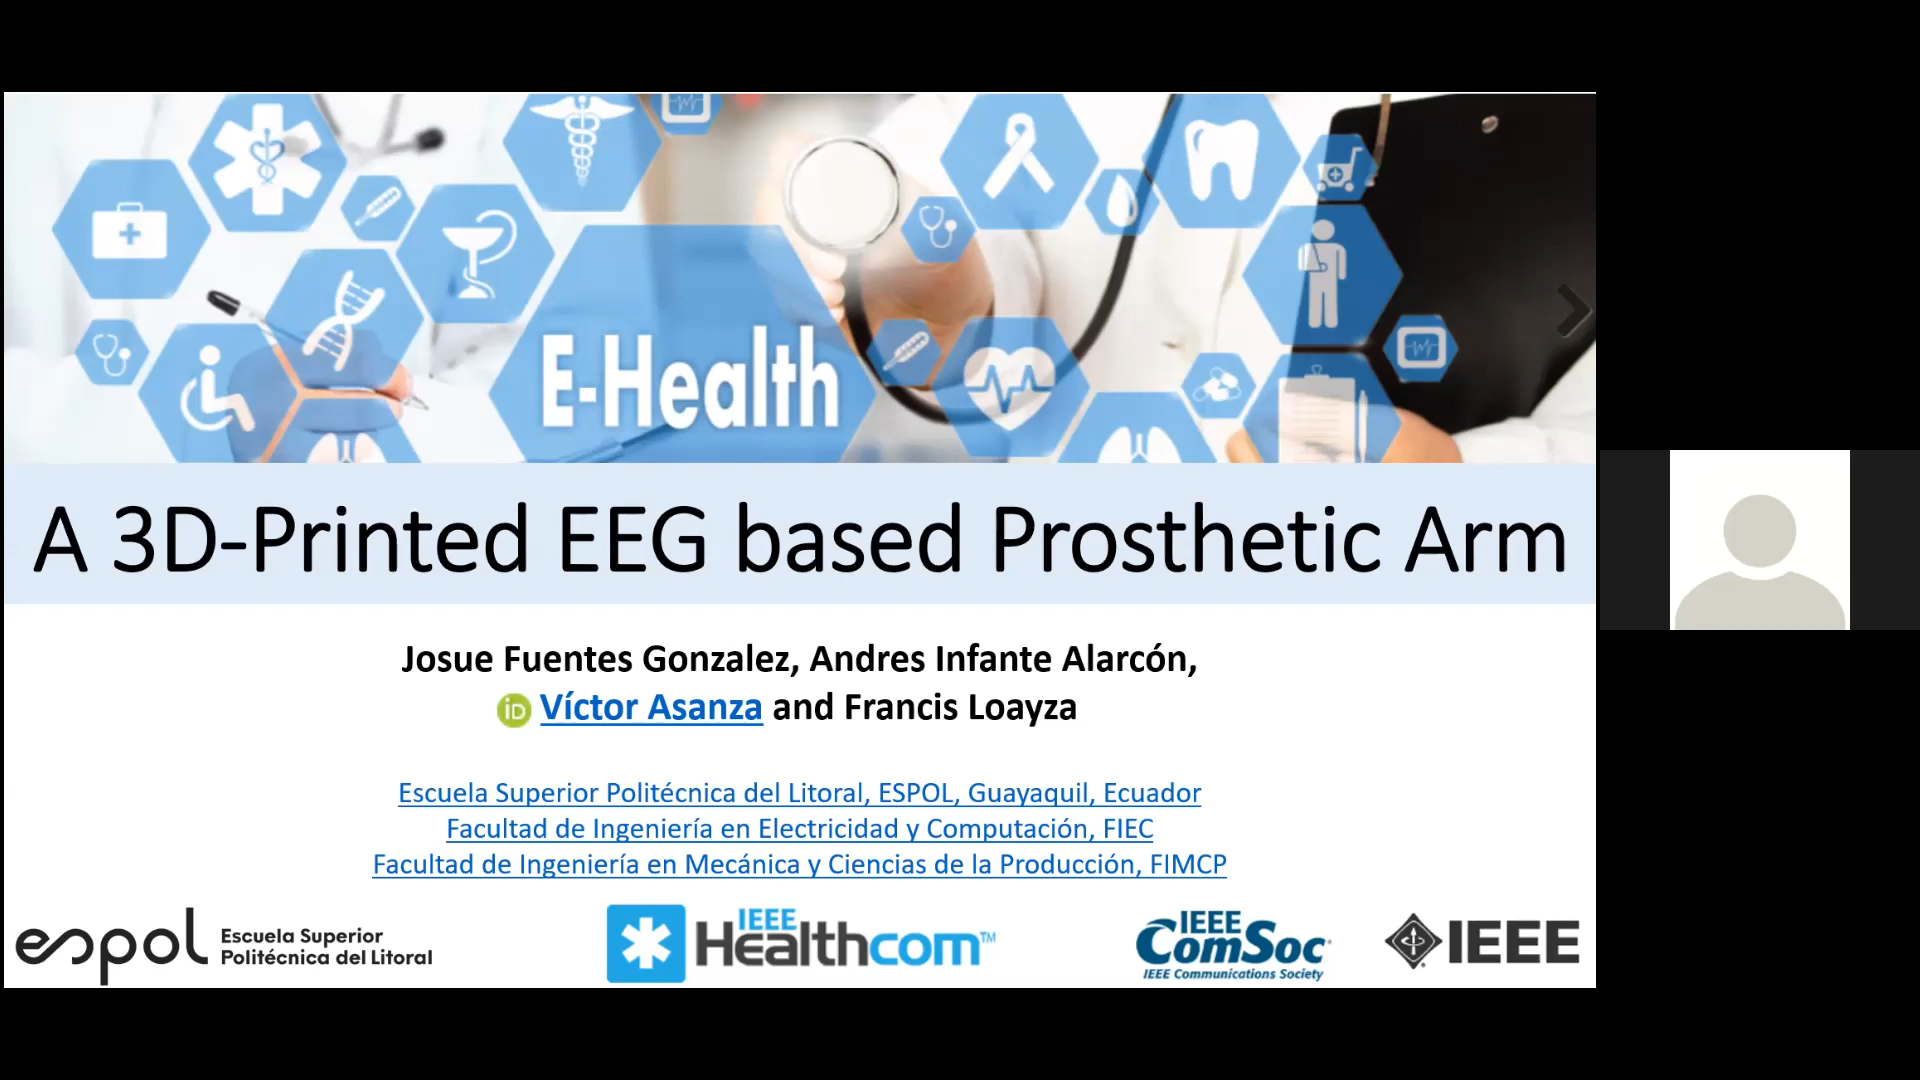 E-Health
A 3D-Printed EEG based Prosthetic Arm
Josue Fuentes Gonzalez, Andres Infante Alarcón,
iD Víctor Asanza and Francis Loayza
Escuela Superior Politécnica del Litoral, ESPOL, Guayaquil, Ecuador
Facultad de Ingeniería en Electricidad y Computación, FIEC
Facultad de Ingeniería en Mecánica y Ciencias de la Producción, FIMCP
espol
Escuela Superior
Politécnica del Litoral
IEEE
Healthcom™
IEEE
ComSoc
IEEE Communications Society
IEEE